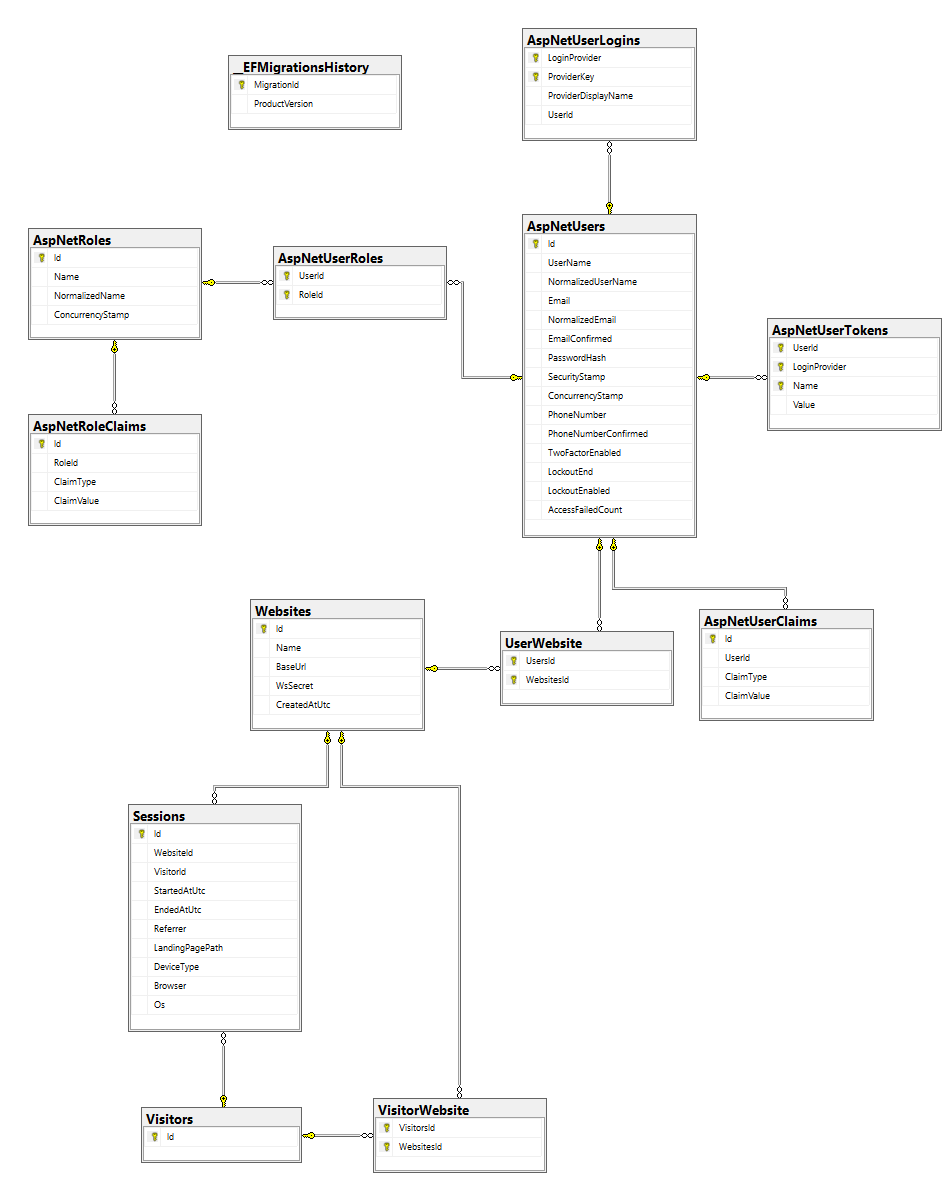 AspNetUserLogins
LoginProvider
ProviderKey
ProviderDisplayName
UserId
__EFMigrationsHistory
MigrationId
ProductVersion
AspNetUsers
Id
UserName
NormalizedUserName
Email
NormalizedEmail
EmailConfirmed
PasswordHash
SecurityStamp
ConcurrencyStamp
PhoneNumber
PhoneNumberConfirmed
TwoFactorEnabled
LockoutEnd
LockoutEnabled
AccessFailedCount
AspNetRoles
Id
Name
NormalizedName
ConcurrencyStamp
AspNetUserRoles
UserId
RoleId
AspNetUserTokens
UserId
LoginProvider
Name
Value
AspNetRoleClaims
Id
RoleId
ClaimType
ClaimValue
Websites
Id
Name
BaseUrl
WsSecret
CreatedAtUtc
UserWebsite
UsersId
WebsitesId
AspNetUserClaims
Id
UserId
ClaimType
ClaimValue
Sessions
Id
WebsiteId
VisitorId
StartedAtUtc
EndedAtUtc
Referrer
LandingPagePath
DeviceType
Browser
Os
Visitors
Id
VisitorWebsite
VisitorsId
WebsitesId